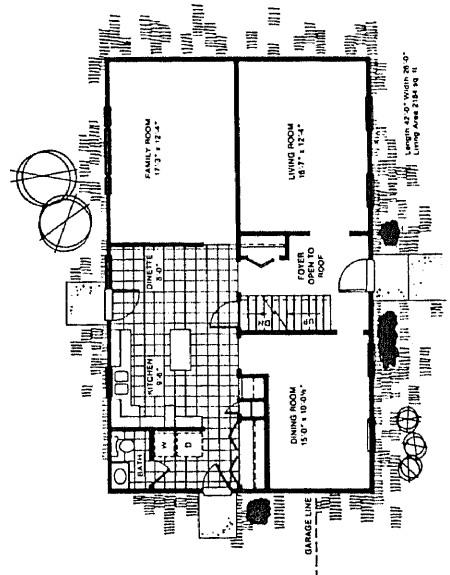 FAMILY ROOM
17'3" x 12'4"
LIVING ROOM
16'7" x 12'4"
Length 42'0" Width 26'0"
Living Area 2184 sq ft
DINETTE
8'0"
FOYER
OPEN TO
ROOF
DN
UP
KITCHEN
9'6"
DINING ROOM
15'0" x 10'0½"
BATH
W
D
GARAGE LINE